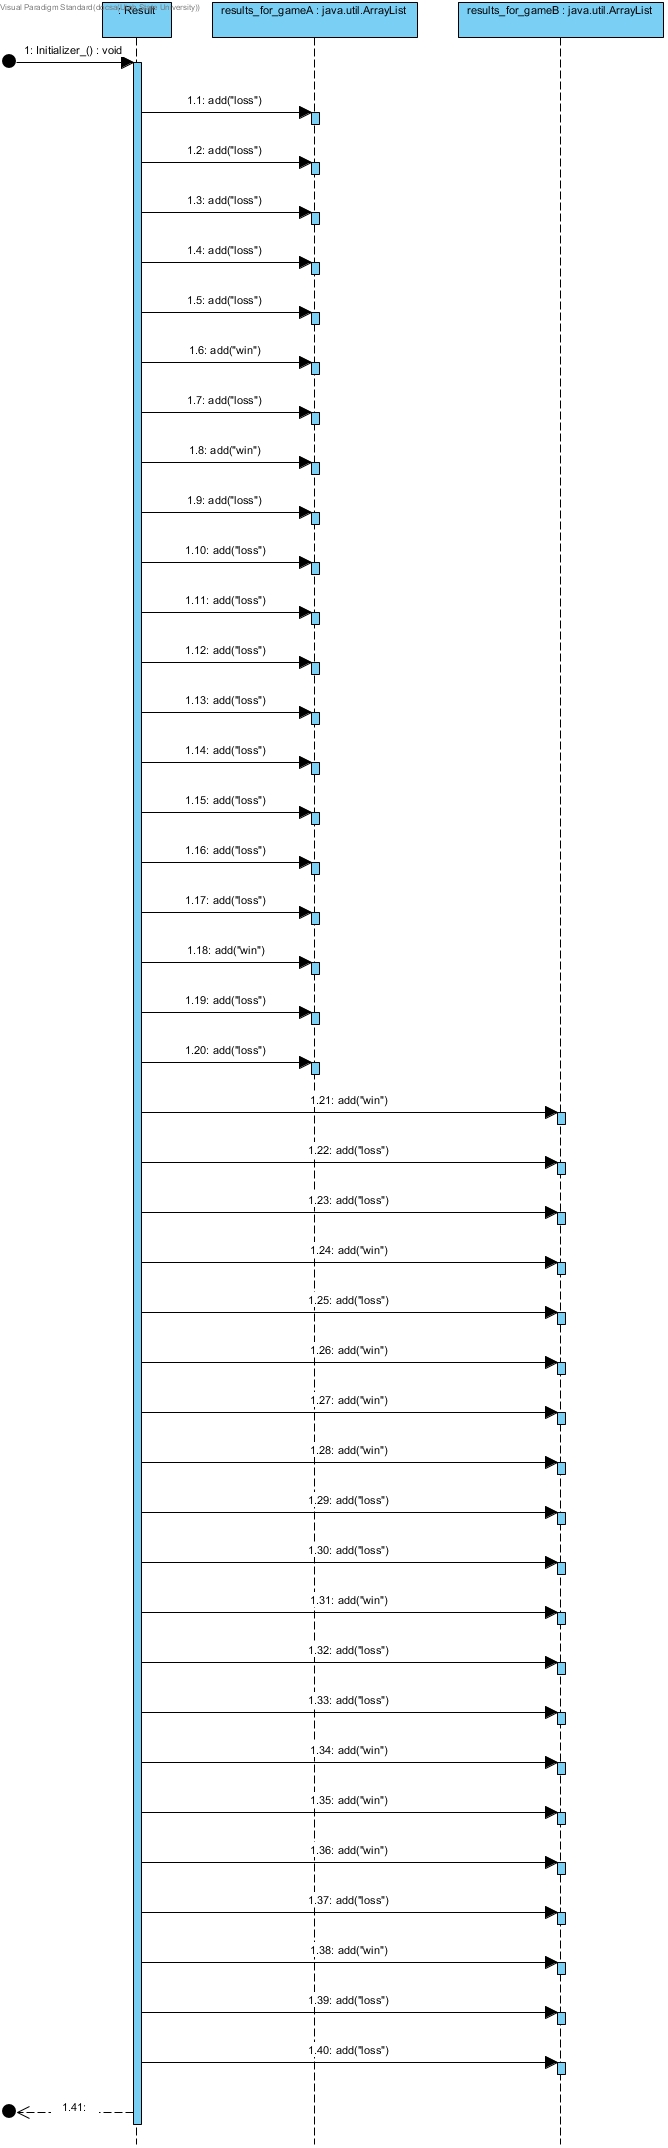 Visual Paradigm Standard(
University))
: Result
results_for_gameA : java.util.ArrayList
results_for_gameB : java.util.ArrayList
1: Initializer_() : void
1.1: add("loss")
1.2: add("loss")
1.3: add("loss")
1.4: add("loss")
1.5: add("loss")
1.6: add("win")
1.7: add("loss")
1.8: add("win")
1.9: add("loss")
1.10: add("loss")
1.11: add("loss")
1.12: add("loss")
1.13: add("loss")
1.14: add("loss")
1.15: add("loss")
1.16: add("loss")
1.17: add("loss")
1.18: add("win")
1.19: add("loss")
1.20: add("loss")
1.21: add("win")
1.22: add("loss")
1.23: add("loss")
1.24: add("win")
1.25: add("loss")
1.26: add("win")
1.27: add("win")
1.28: add("win")
1.29: add("loss")
1.30: add("loss")
1.31: add("win")
1.32: add("loss")
1.33: add("loss")
1.34: add("win")
1.35: add("win")
1.36: add("win")
1.37: add("loss")
1.38: add("win")
1.39: add("loss")
1.40: add("loss")
1.41: